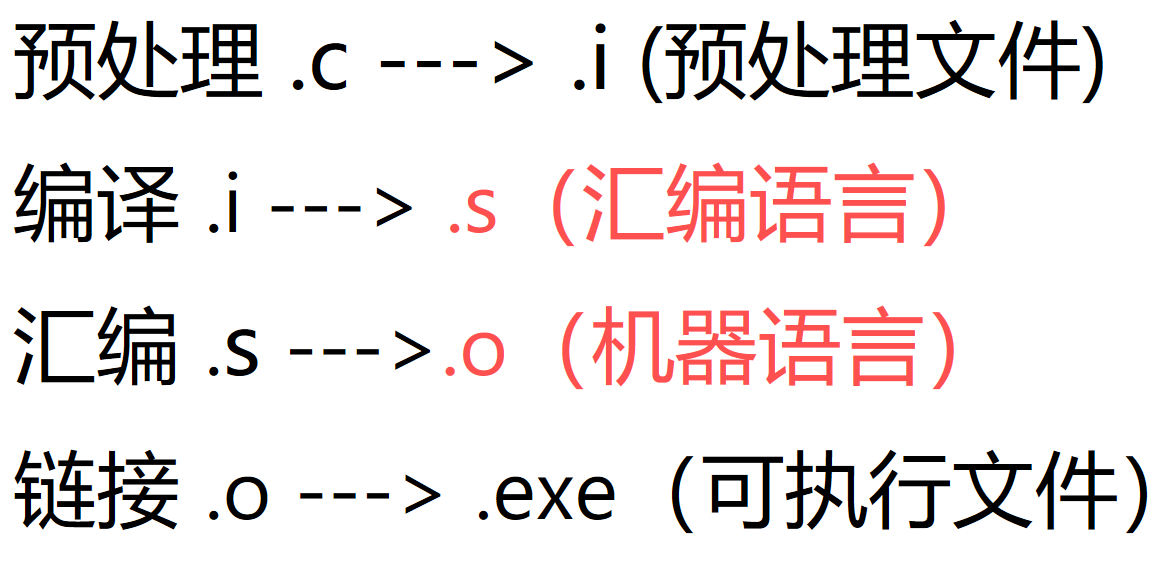 预处理 .c ---> .i (预处理文件)
编译 .i ---> .s（汇编语言）
汇编 .s --->.o（机器语言）
链接 .o ---> .exe（可执行文件）